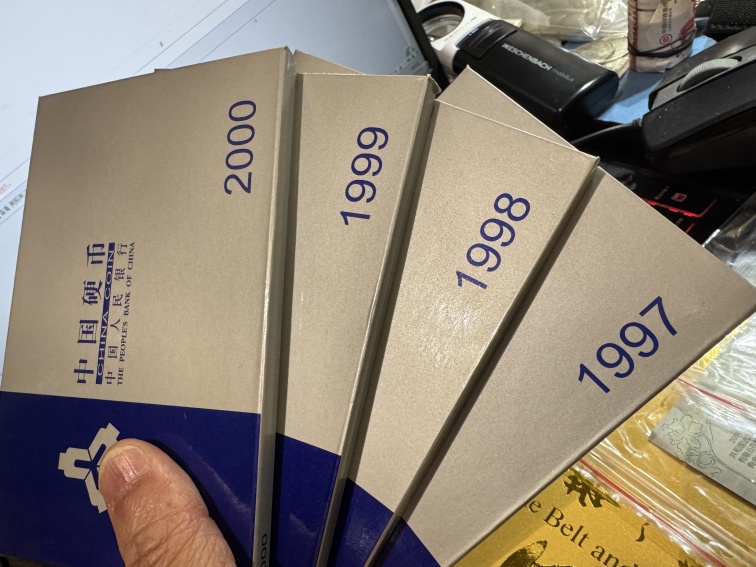 2000
中国硬币
CHINA COIN
中国人民银行
THE PEOPLE'S BANK OF CHINA
1999
1998
1997
ESCHENBACH mobilux
e Belt and